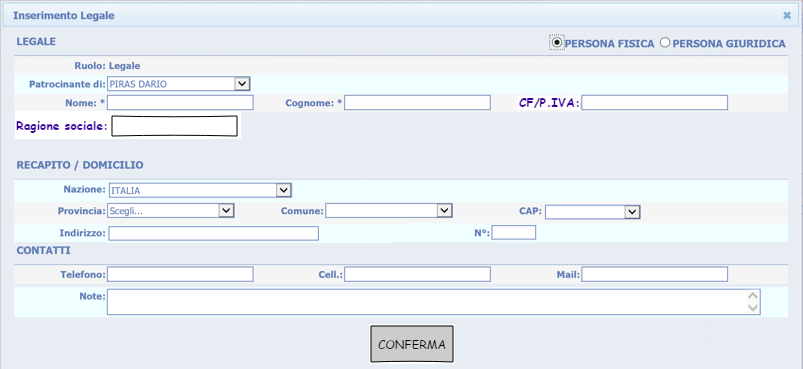 Inserimento Legale
LEGALE PERSONA FISICA PERSONA GIURIDICA
Ruolo: Legale
Patrocinante di: PIRAS DARIO
Nome: * Cognome: * CF/P.IVA:
Ragione sociale:
RECAPITO / DOMICILIO
Nazione: ITALIA
Provincia: Scegli... Comune: CAP:
Indirizzo: N°:
CONTATTI
Telefono: Cell.: Mail:
Note:
CONFERMA